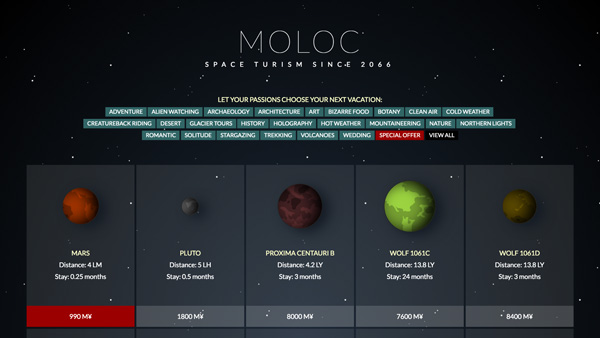 MOLOC
SPACE TURISM SINCE 2066
LET YOUR PASSIONS CHOOSE YOUR NEXT VACATION:
ADVENTURE ALIEN WATCHING ARCHAEOLOGY ARCHITECTURE ART BIZARRE FOOD BOTANY CLEAN AIR COLD WEATHER
CREATUREBACK RIDING DESERT GLACIER TOURS HISTORY HOLOGRAPHY HOT WEATHER MOUNTAINEERING NATURE NORTHERN LIGHTS
ROMANTIC SOLITUDE STARGAZING TREKKING VOLCANOES WEDDING SPECIAL OFFER VIEW ALL
MARS PLUTO PROXIMA CENTAURI B WOLF 1061C WOLF 1061D
Distance: 4 LM Distance: 5 LH Distance: 4.2 LY Distance: 13.8 LY Distance: 13.8 LY
Stay: 0.25 months Stay: 0.5 months Stay: 3 months Stay: 24 months Stay: 3 months
990 M¥ 1800 M¥ 8000 M¥ 7600 M¥ 8400 M¥